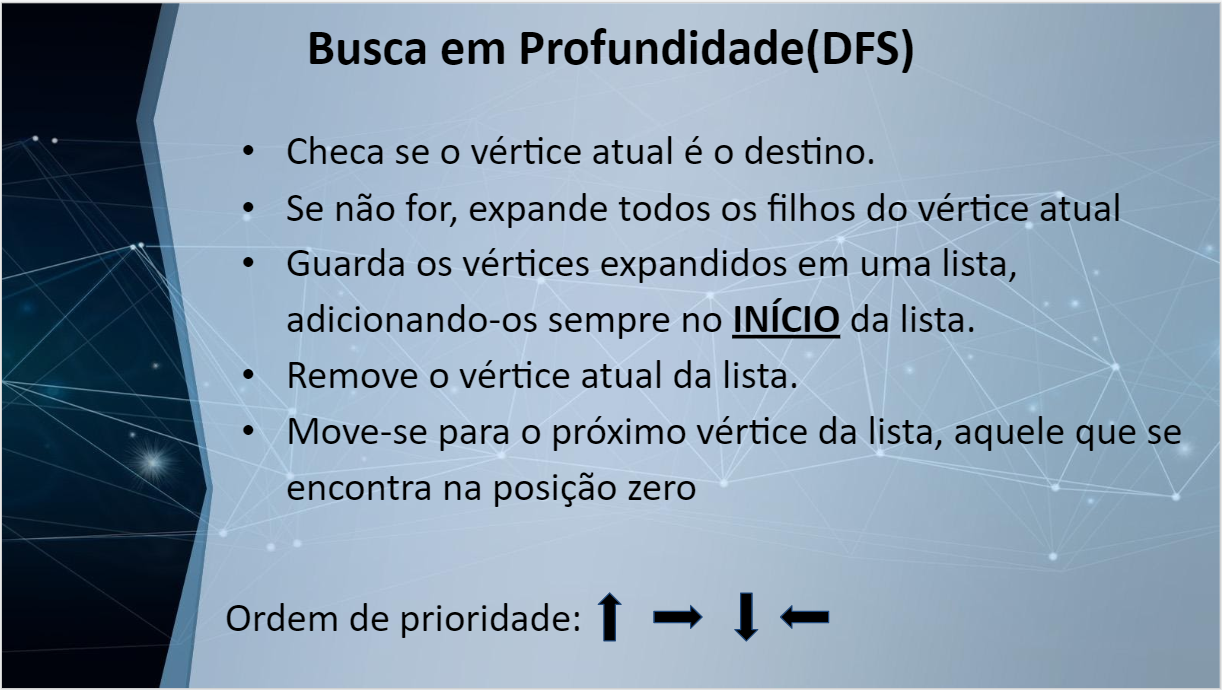 Busca em Profundidade(DFS)
• Checa se o vértice atual é o destino.
• Se não for, expande todos os filhos do vértice atual
• Guarda os vértices expandidos em uma lista,
adicionando-os sempre no INÍCIO da lista.
• Remove o vértice atual da lista.
• Move-se para o próximo vértice da lista, aquele que se
encontra na posição zero
Ordem de prioridade: